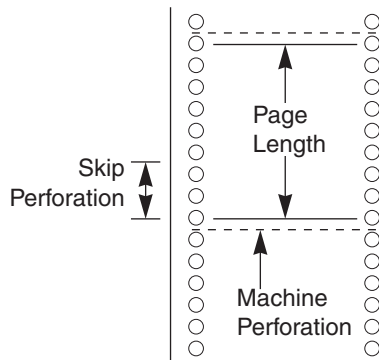 Page
Length
Skip
Perforation
Machine
Perforation